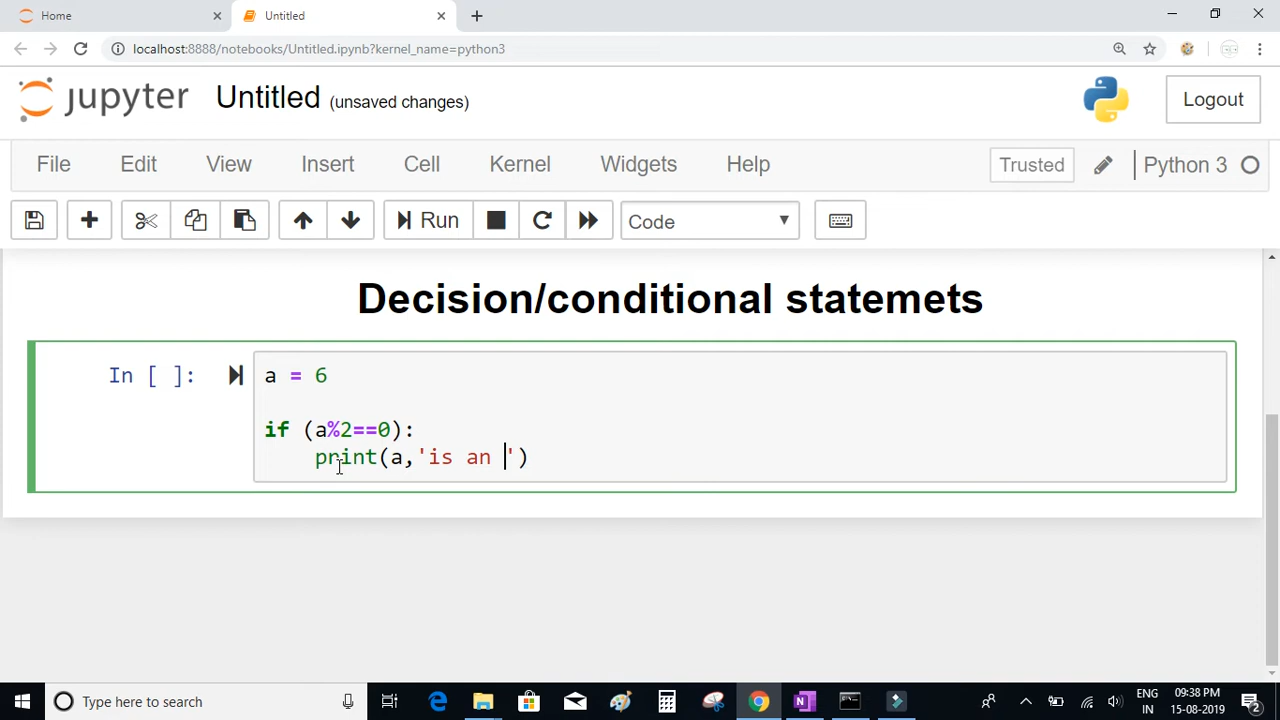 Home
Untitled
localhost:8888/notebooks/Untitled.ipynb?kernel_name=python3
jupyter Untitled (unsaved changes)
Logout
File Edit View Insert Cell Kernel Widgets Help Trusted Python 3
Run Code
Decision/conditional statemets
In [ ]: a = 6
if (a%2==0):
print(a,'is an ')
Type here to search
ENG 09:38 PM
IN 15-08-2019
2